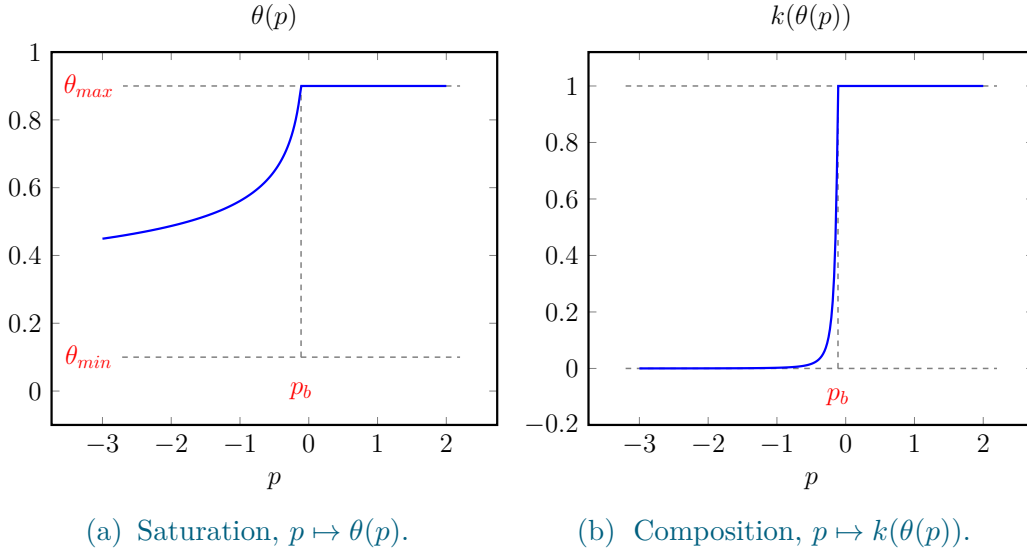 θ(p)
1
0.8
0.6
0.4
0.2
0
θ_max
θ_min
p_b
−3 −2 −1 0 1 2
p
(a) Saturation, p ↦ θ(p).
k(θ(p))
1
0.8
0.6
0.4
0.2
0
−0.2
p_b
−3 −2 −1 0 1 2
p
(b) Composition, p ↦ k(θ(p)).